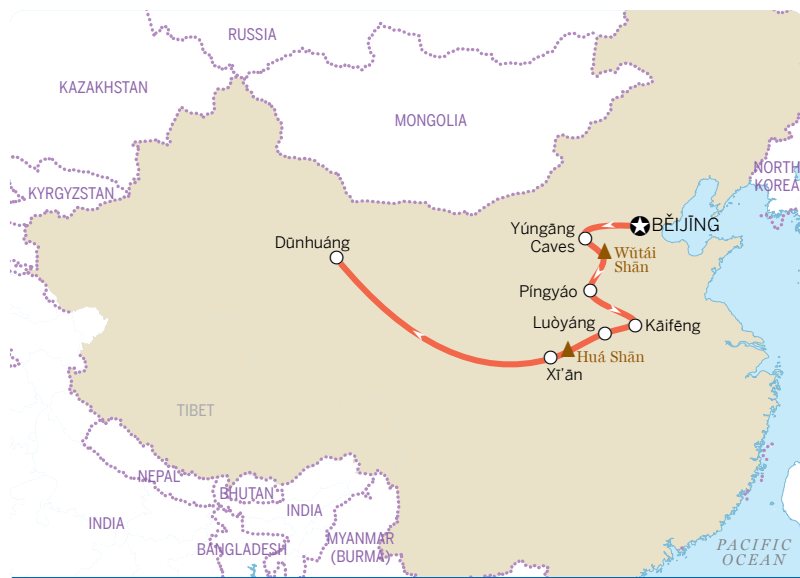 RUSSIA
KAZAKHSTAN
MONGOLIA
NORTH
KOREA
KYRGYZSTAN
BĚIJĪNG
Yúngāng
Caves
Wǔtái
Shān
Dūnhuáng
Píngyáo
Luòyáng
Kāifēng
Huá Shān
Xī’ān
TIBET
NEPAL
BHUTAN
INDIA
INDIA
MYANMAR
(BURMA)
BANGLADESH
PACIFIC
OCEAN